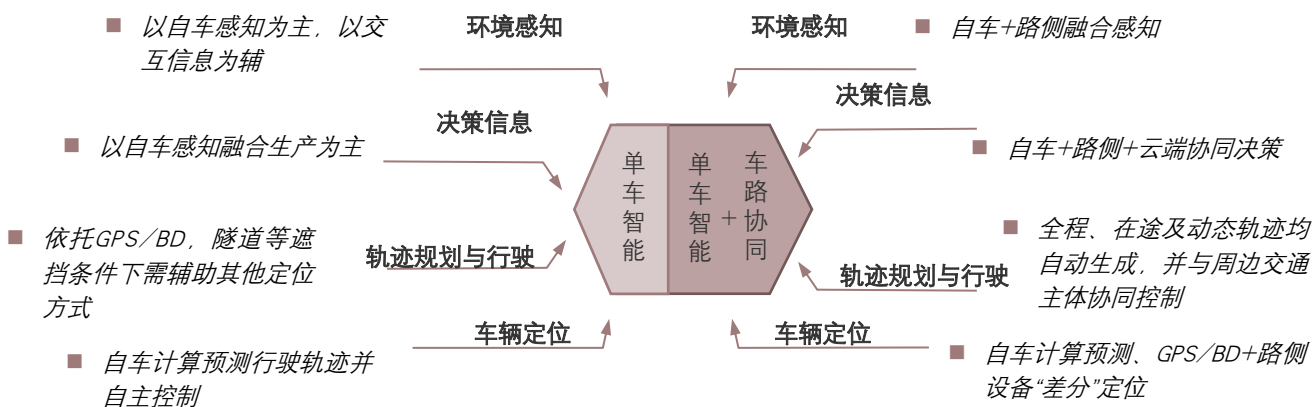 以自车感知为主，以交
互信息为辅
环境感知
决策信息
以自车感知融合生产为主
依托GPS/BD，隧道等遮
挡条件下需辅助其他定位
方式
轨迹规划与行驶
车辆定位
自车计算预测行驶轨迹并
自主控制
单车智能
单车智能
+
车路协同
环境感知
自车+路侧融合感知
决策信息
自车+路侧+云端协同决策
全程、在途及动态轨迹均
自动生成，并与周边交通
主体协同控制
轨迹规划与行驶
车辆定位
自车计算预测、GPS/BD+路侧
设备“差分”定位